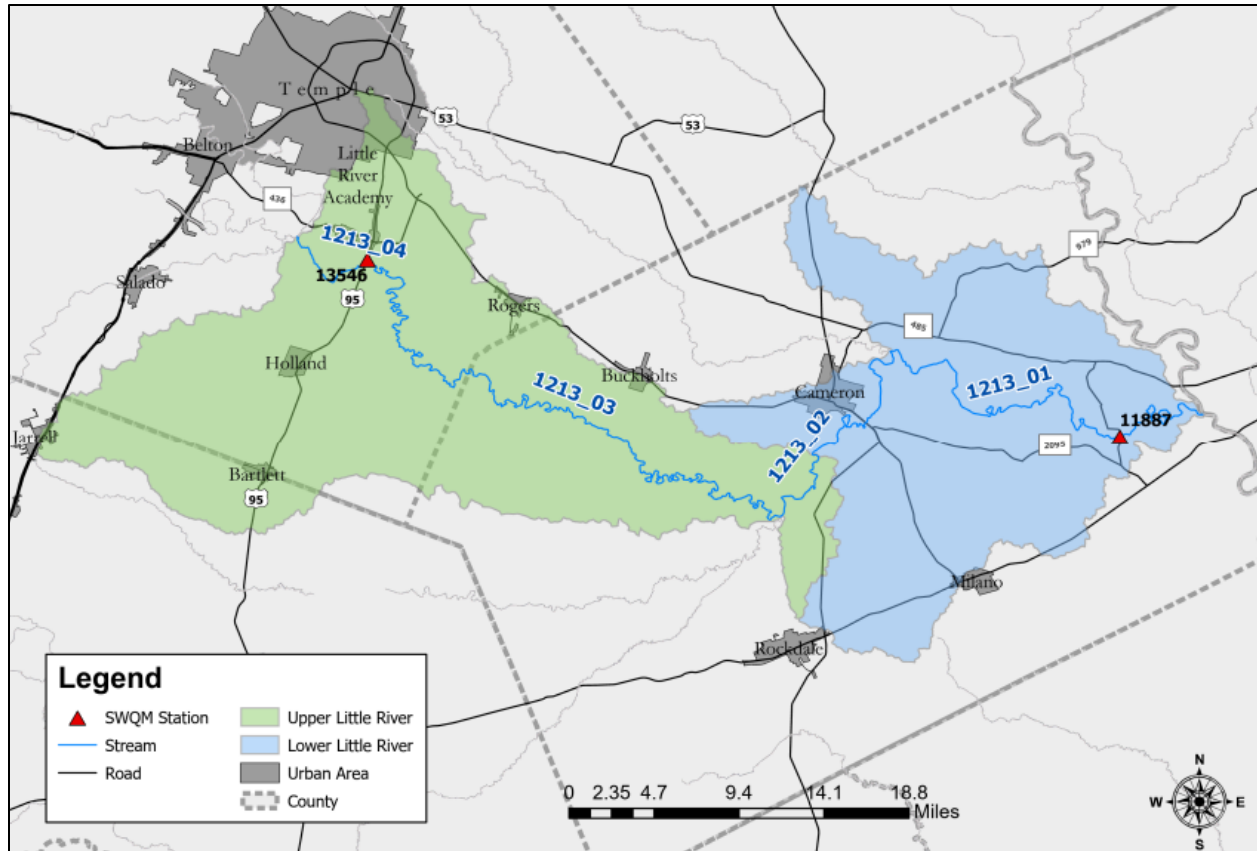 Temple
53
53
Belton
Little
River
Academy
436
1213_04
979
13546
Salado
95
Rogers
485
Holland
Buckholts
1213_03
1213_01
Cameron
11887
Jarrell
1213_02
2095
Bartlett
95
Milano
Rockdale
Legend
SWQM Station
Upper Little River
Stream
Lower Little River
Road
Urban Area
County
0 2.35 4.7 9.4 14.1 18.8
Miles
N
W
E
S